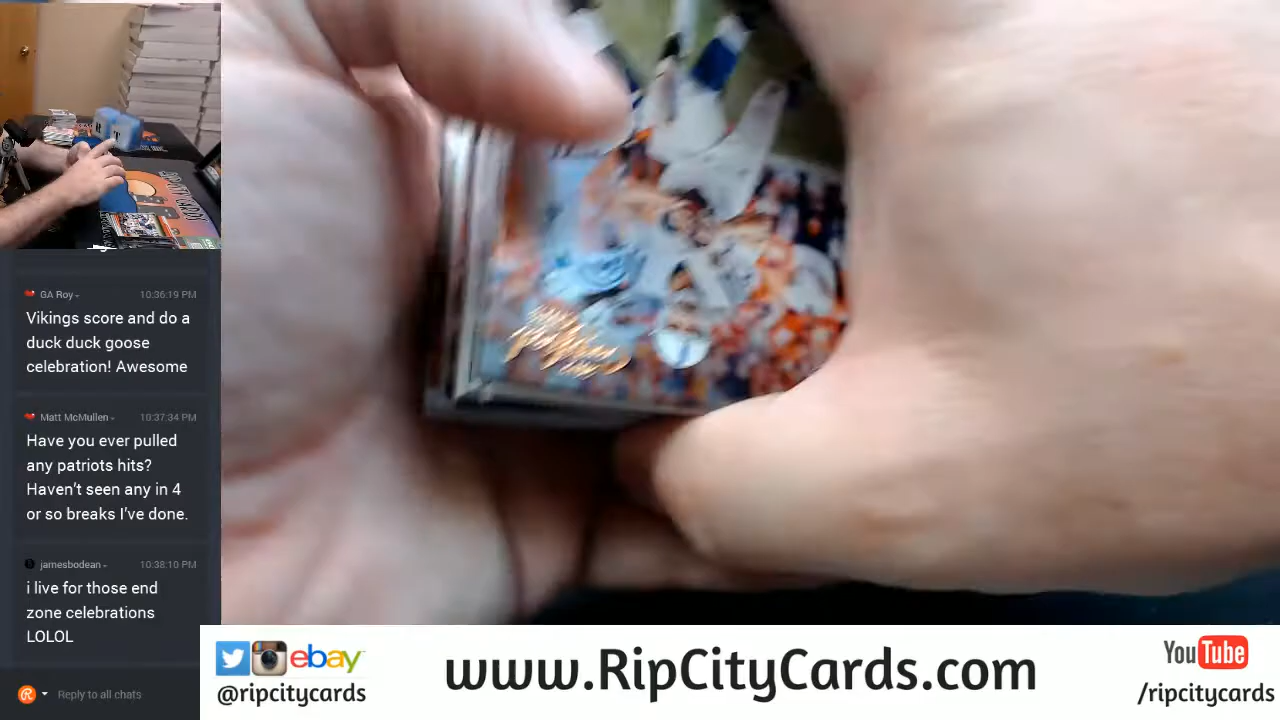 GA Roy 10:36:19 PM
Vikings score and do a
duck duck goose
celebration! Awesome
Matt McMullen 10:37:34 PM
Have you ever pulled
any patriots hits?
Haven't seen any in 4
or so breaks I've done.
jamesbodean 10:38:10 PM
i live for those end
zone celebrations
LOLOL
Reply to all chats
ebay
@ripcitycards
www.RipCityCards.com
YouTube
/ripcitycards